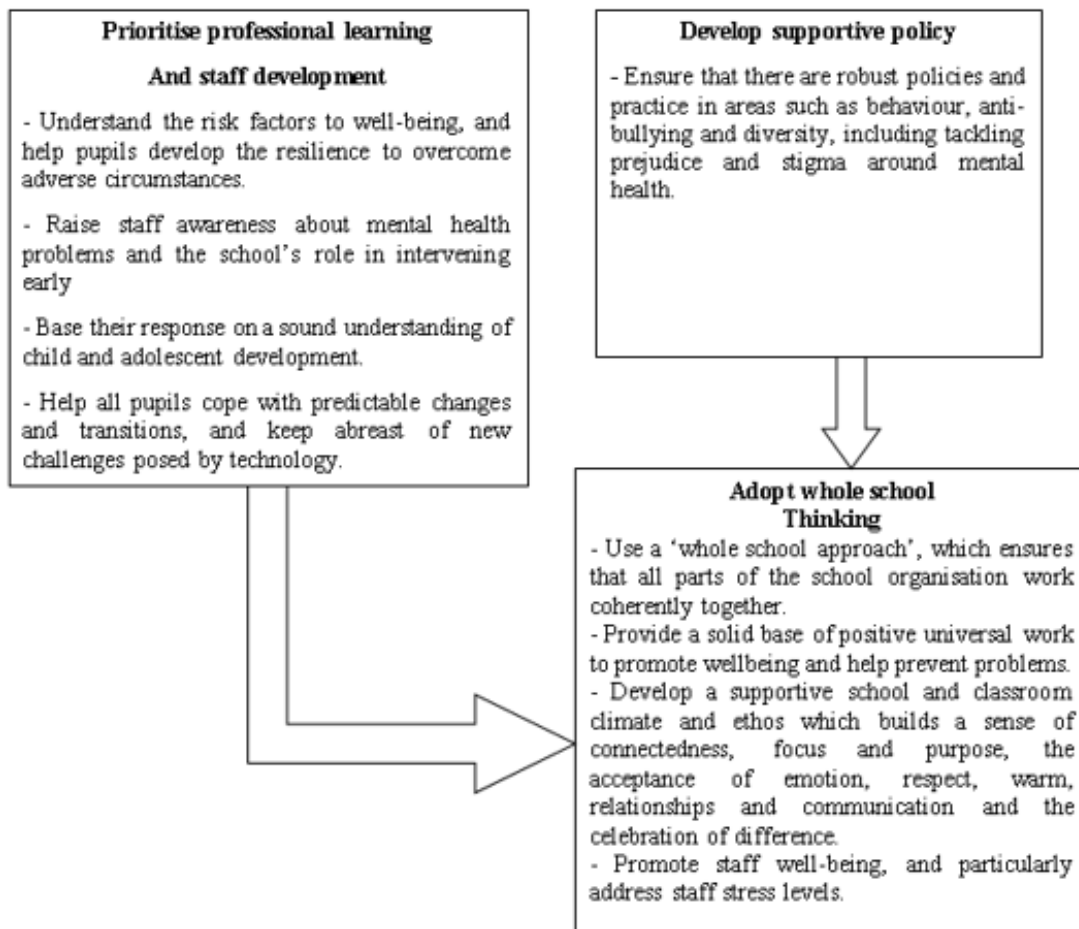 Prioritise professional learning
And staff development
- Understand the risk factors to well-being, and
help pupils develop the resilience to overcome
adverse circumstances.
- Raise staff awareness about mental health
problems and the school's role in intervening
early
- Base their response on a sound understanding of
child and adolescent development.
- Help all pupils cope with predictable changes
and transitions, and keep abreast of new
challenges posed by technology.
Develop supportive policy
- Ensure that there are robust policies and
practice in areas such as behaviour, anti-
bullying and diversity, including tackling
prejudice and stigma around mental
health.
Adopt whole school
Thinking
- Use a ‘whole school approach’, which ensures
that all parts of the school organisation work
coherently together.
- Provide a solid base of positive universal work
to promote wellbeing and help prevent problems.
- Develop a supportive school and classroom
climate and ethos which builds a sense of
connectedness, focus and purpose, the
acceptance of emotion, respect, warm,
relationships and communication and the
celebration of difference.
- Promote staff well-being, and particularly
address staff stress levels.